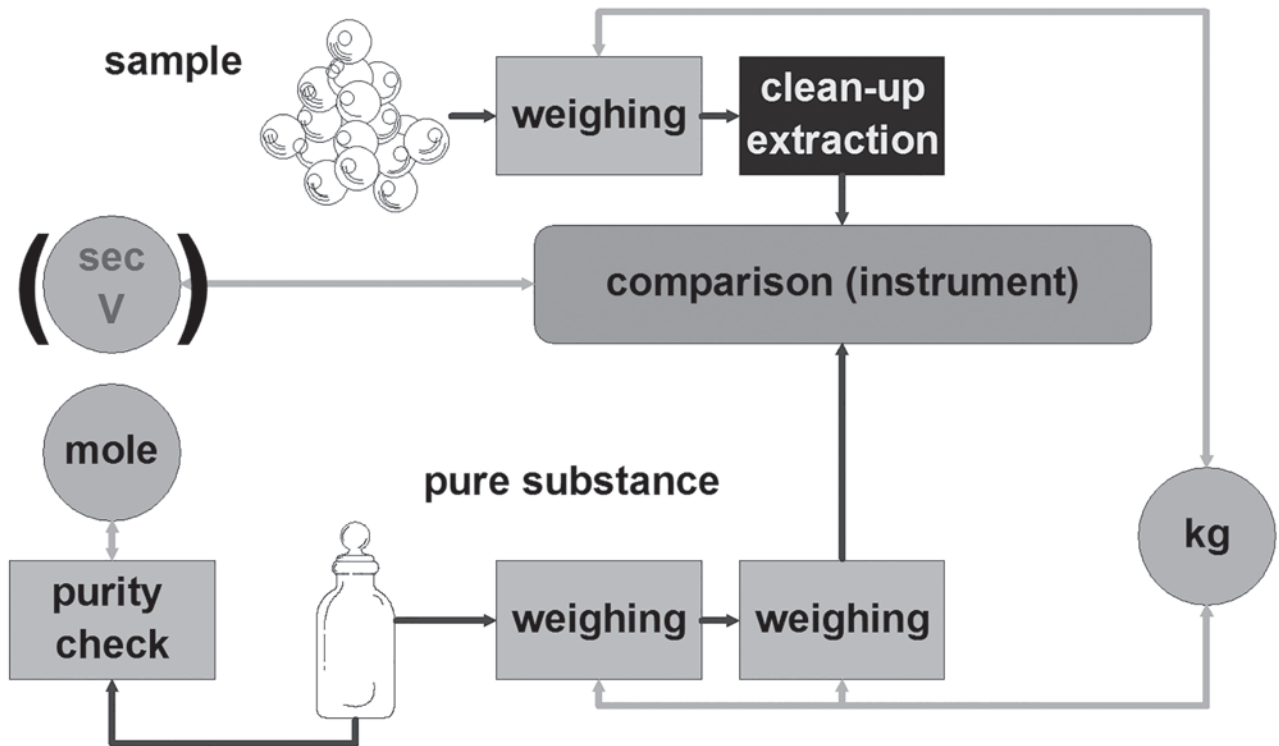 sample
weighing
clean-up
extraction
(sec
V)
comparison (instrument)
mole
pure substance
kg
purity
check
weighing
weighing